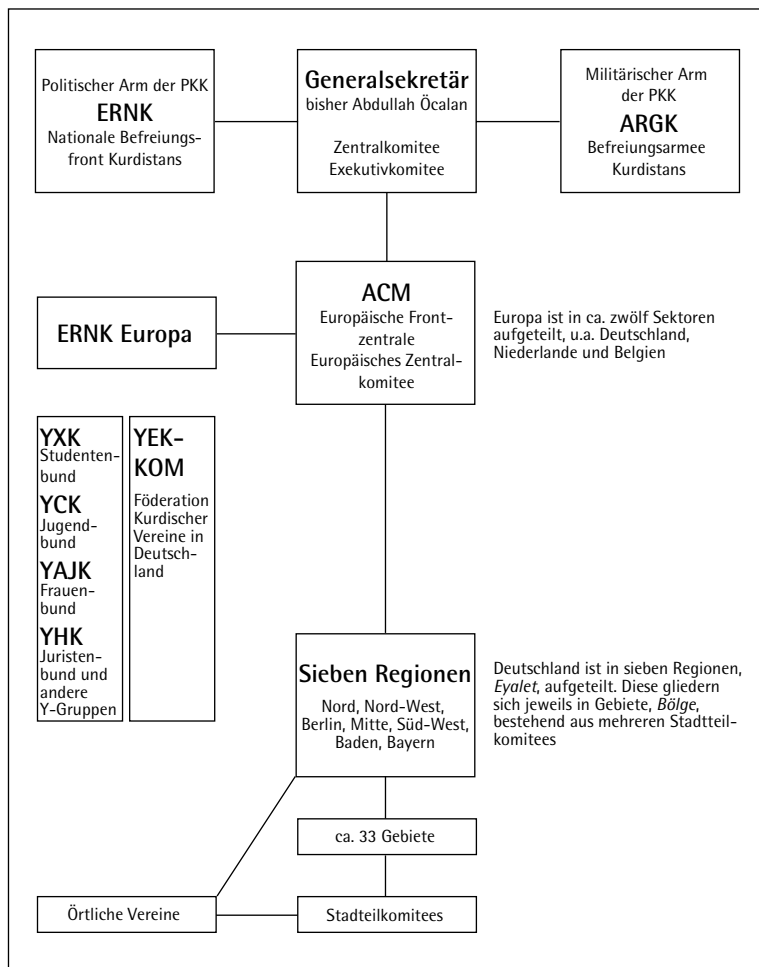 Politischer Arm der PKK
ERNK
Nationale Befreiungs-
front Kurdistans
Generalsekretär
bisher Abdullah Öcalan
Zentralkomitee
Exekutivkomitee
Militärischer Arm
der PKK
ARGK
Befreiungsarmee
Kurdistans
ERNK Europa
ACM
Europäische Front-
zentrale
Europäisches Zentral-
komitee
Europa ist in ca. zwölf Sektoren
aufgeteilt, u.a. Deutschland,
Niederlande und Belgien
YXK
Studenten-
bund
YCK
Jugend-
bund
YAJK
Frauen-
bund
YHK
Juristen-
bund und
andere
Y-Gruppen
YEK-
KOM
Föderation
Kurdischer
Vereine in
Deutsch-
land
Sieben Regionen
Nord, Nord-West,
Berlin, Mitte, Süd-West,
Baden, Bayern
Deutschland ist in sieben Regionen,
Eyalet, aufgeteilt. Diese gliedern
sich jeweils in Gebiete, Bölge,
bestehend aus mehreren Stadtteil-
komitees
ca. 33 Gebiete
Örtliche Vereine
Stadteilkomitees